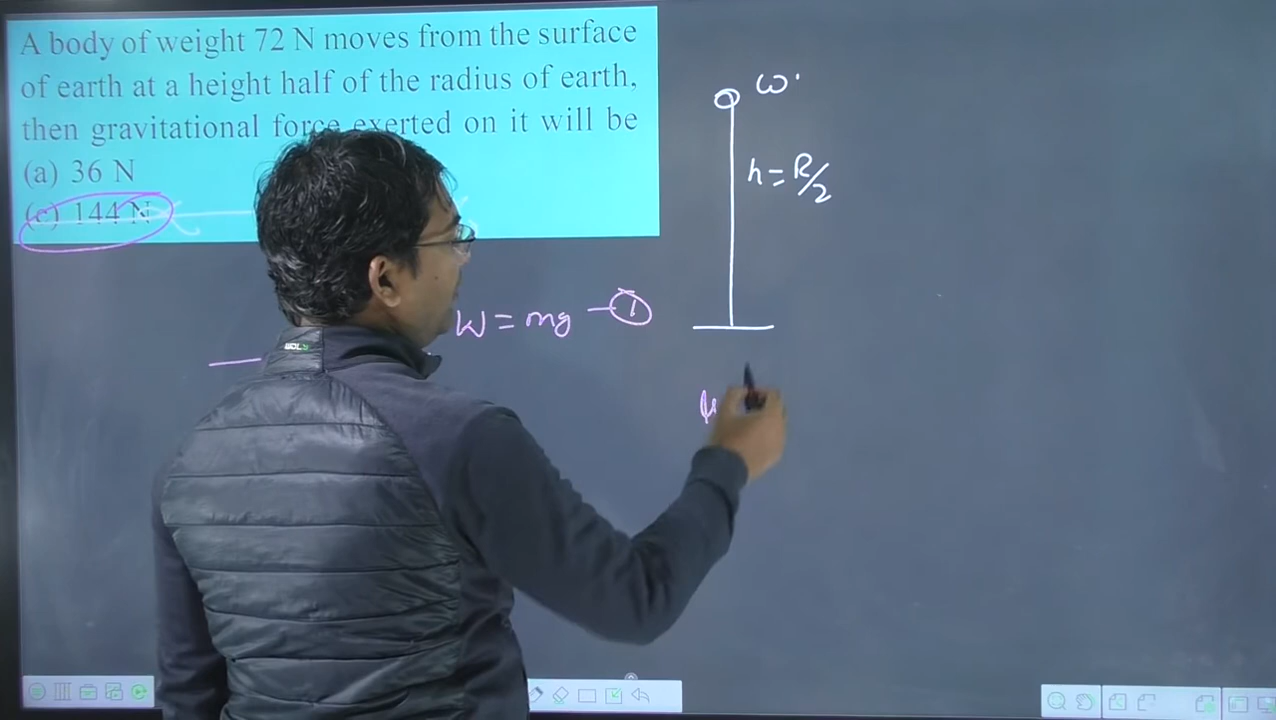 A body of weight 72 N moves from the surface
of earth at a height half of the radius of earth,
then gravitational force exerted on it will be
(a) 36 N
(c) 144 N
ω'
h = R/2
W = mg — ①